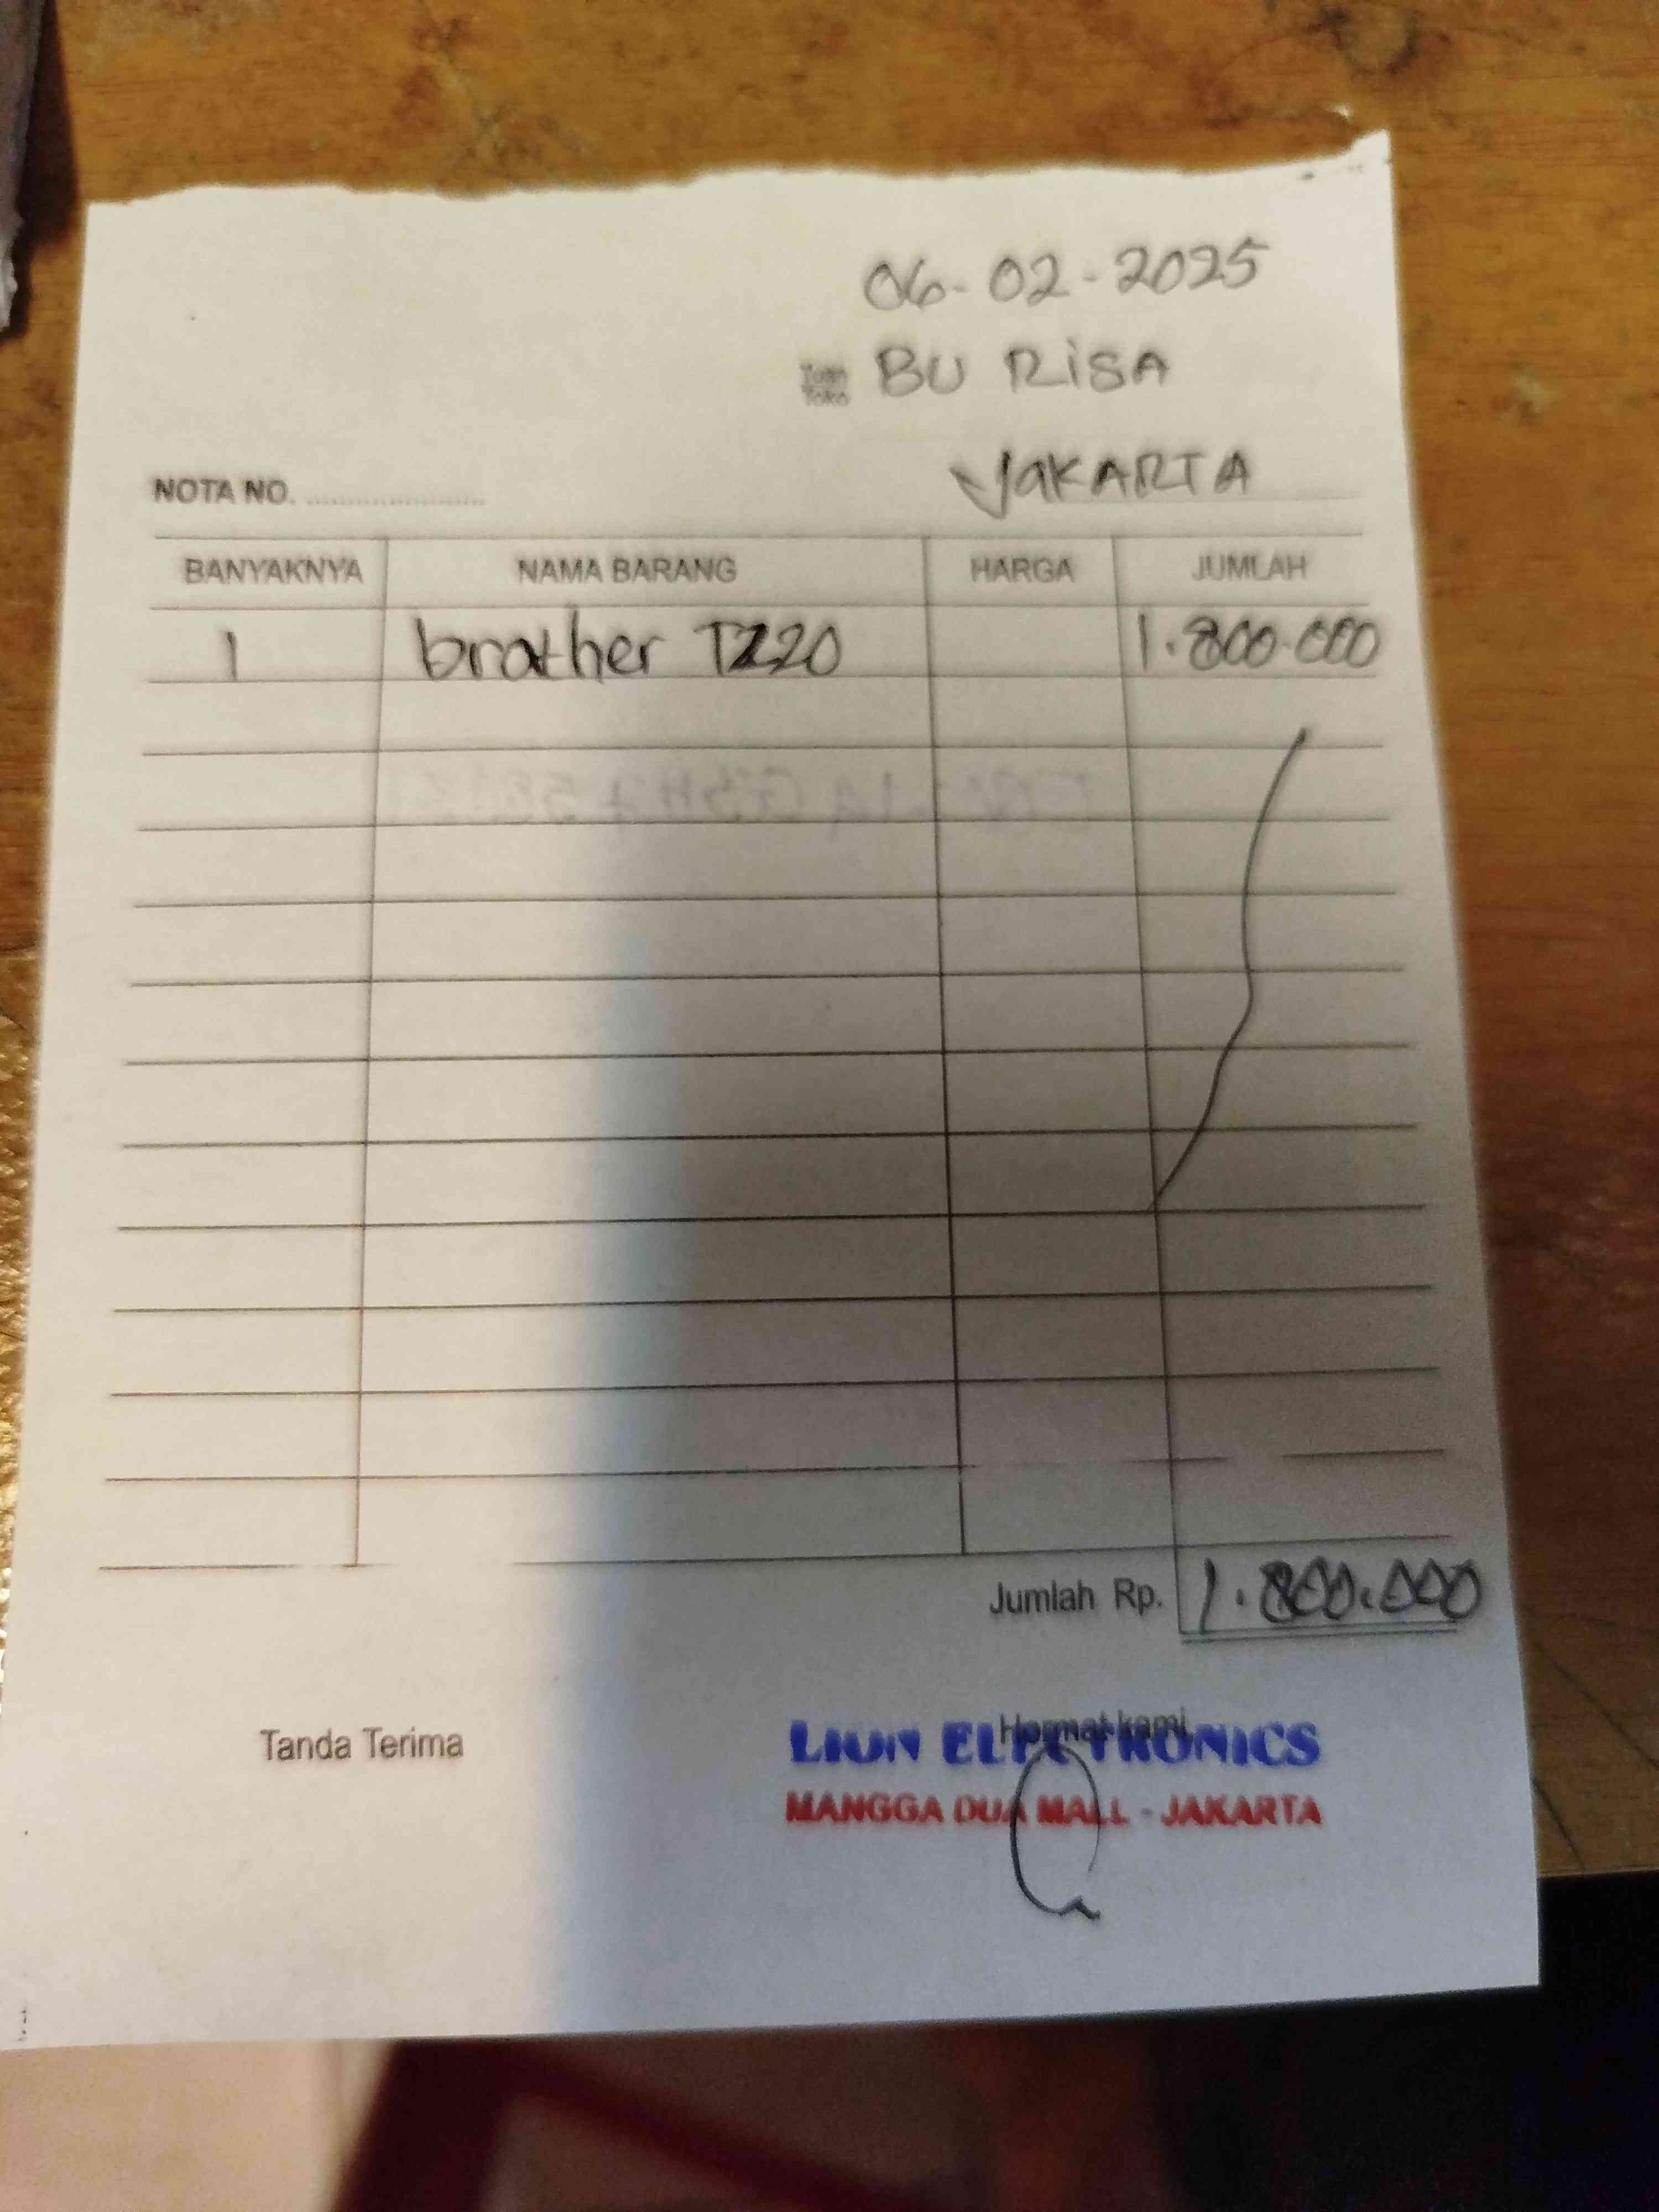 06-02-2025
Tuan
Toko
BU RiSA
JAKARTA
NOTA NO. ....................
BANYAKNYA NAMA BARANG HARGA JUMLAH
1 brother T220 1.800.000
Jumlah Rp. 1.800.000
Tanda Terima Hormat kami,
LION ELECTRONICS
MANGGA DUA MALL - JAKARTA